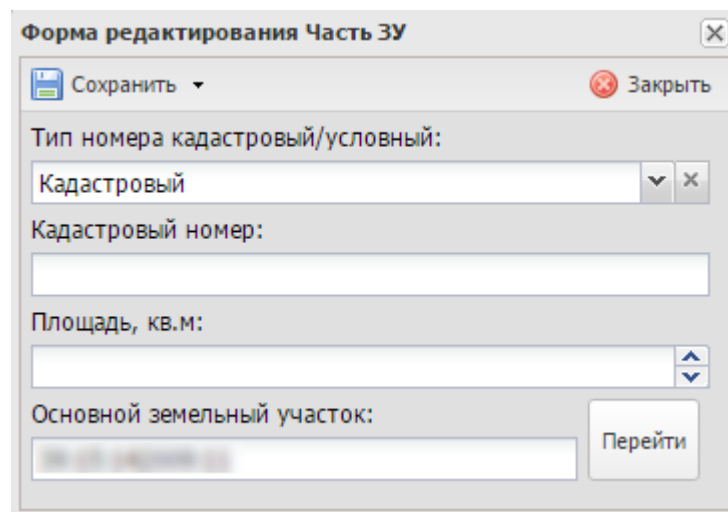 Форма редактирования Часть ЗУ
Сохранить
Закрыть
Тип номера кадастровый/условный:
Кадастровый
Кадастровый номер:
Площадь, кв.м:
Основной земельный участок:
Перейти